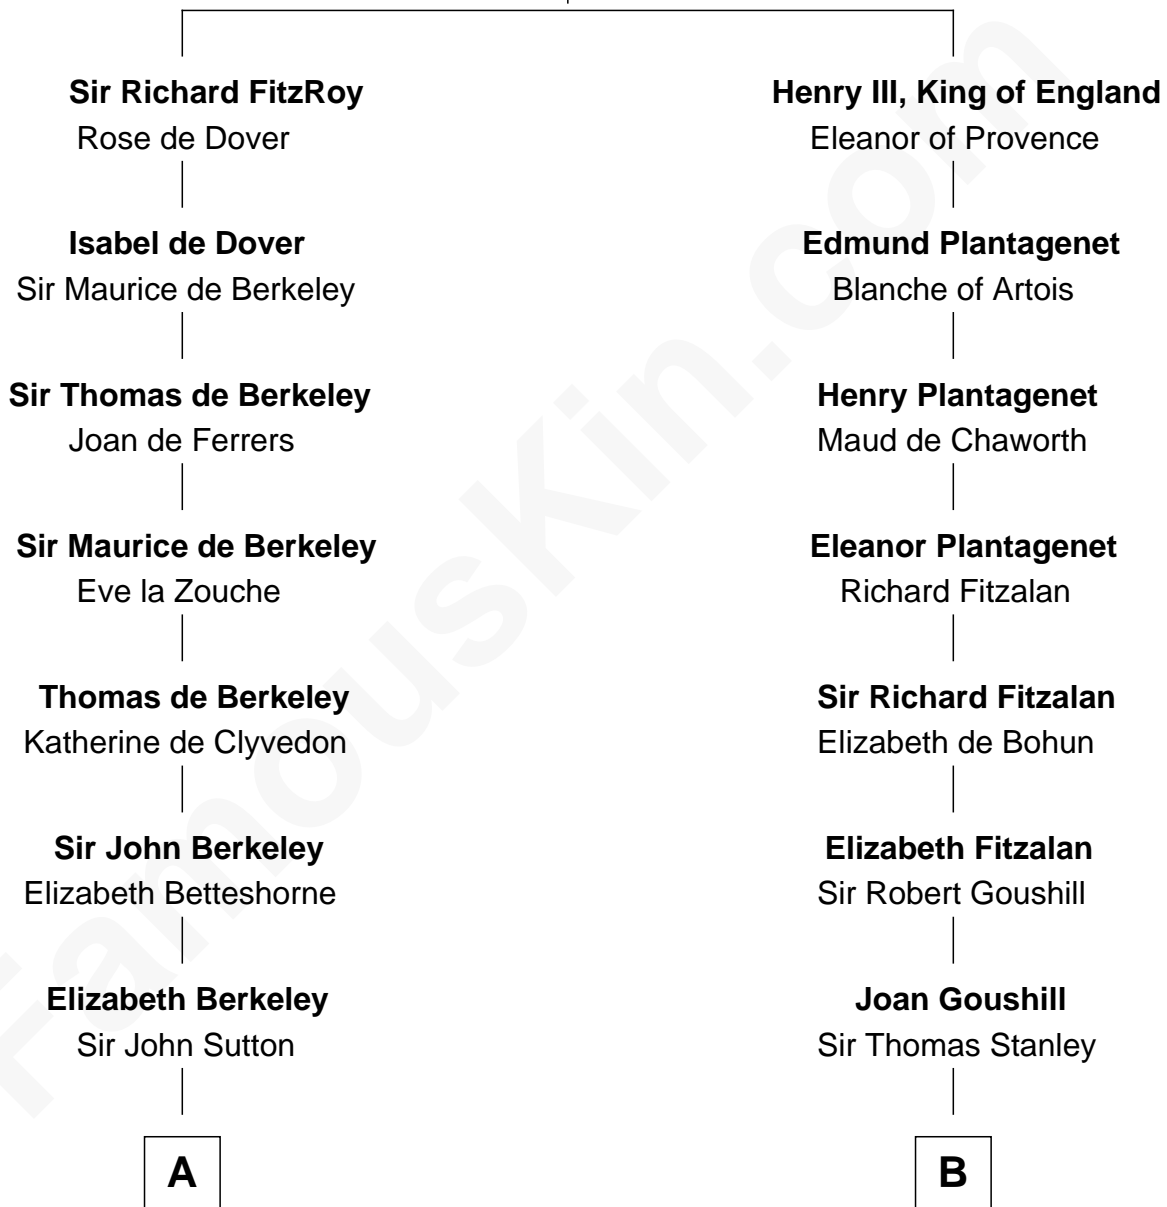 Sir Richard FitzRoy
Rose de Dover
Henry III, King of England
Eleanor of Provence
Isabel de Dover
Sir Maurice de Berkeley
Edmund Plantagenet
Blanche of Artois
Sir Thomas de Berkeley
Joan de Ferrers
Henry Plantagenet
Maud de Chaworth
Sir Maurice de Berkeley
Eve la Zouche
Eleanor Plantagenet
Richard Fitzalan
Thomas de Berkeley
Katherine de Clyvedon
Sir Richard Fitzalan
Elizabeth de Bohun
Sir John Berkeley
Elizabeth Betteshorne
Elizabeth Fitzalan
Sir Robert Goushill
Elizabeth Berkeley
Sir John Sutton
Joan Goushill
Sir Thomas Stanley
A
B
FamousKin.com